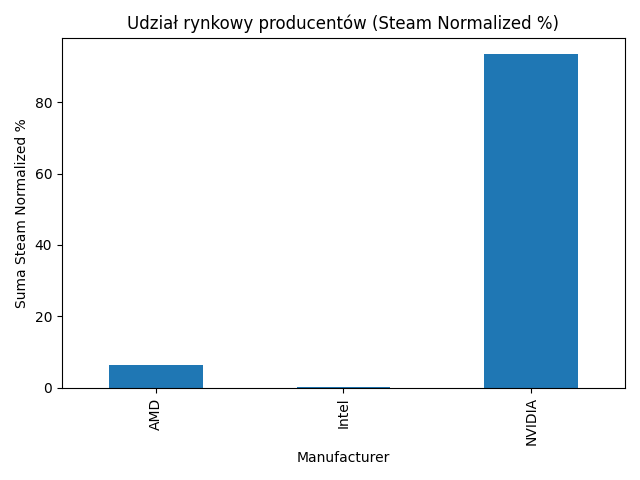 Udział rynkowy producentów (Steam Normalized %)
Suma Steam Normalized %
80
60
40
20
0
AMD
Intel
NVIDIA
Manufacturer